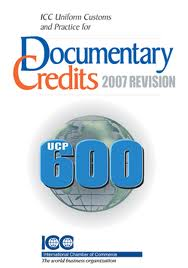 ICC Uniform Customs
and Practice for
Documentary
Credits 2007 REVISION
UCP
600
ICC
International Chamber of Commerce
The world business organization